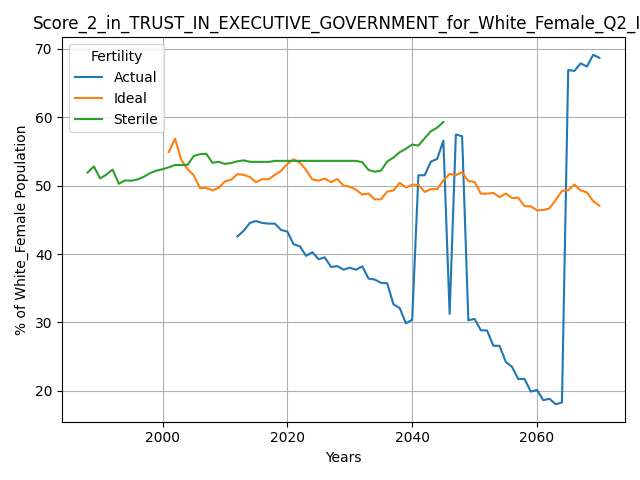 Score_2_in_TRUST_IN_EXECUTIVE_GOVERNMENT_for_White_Female_Q2_I
Fertility
Actual
Ideal
Sterile
70
60
50
40
30
20
% of White_Female Population
2000
2020
2040
2060
Years